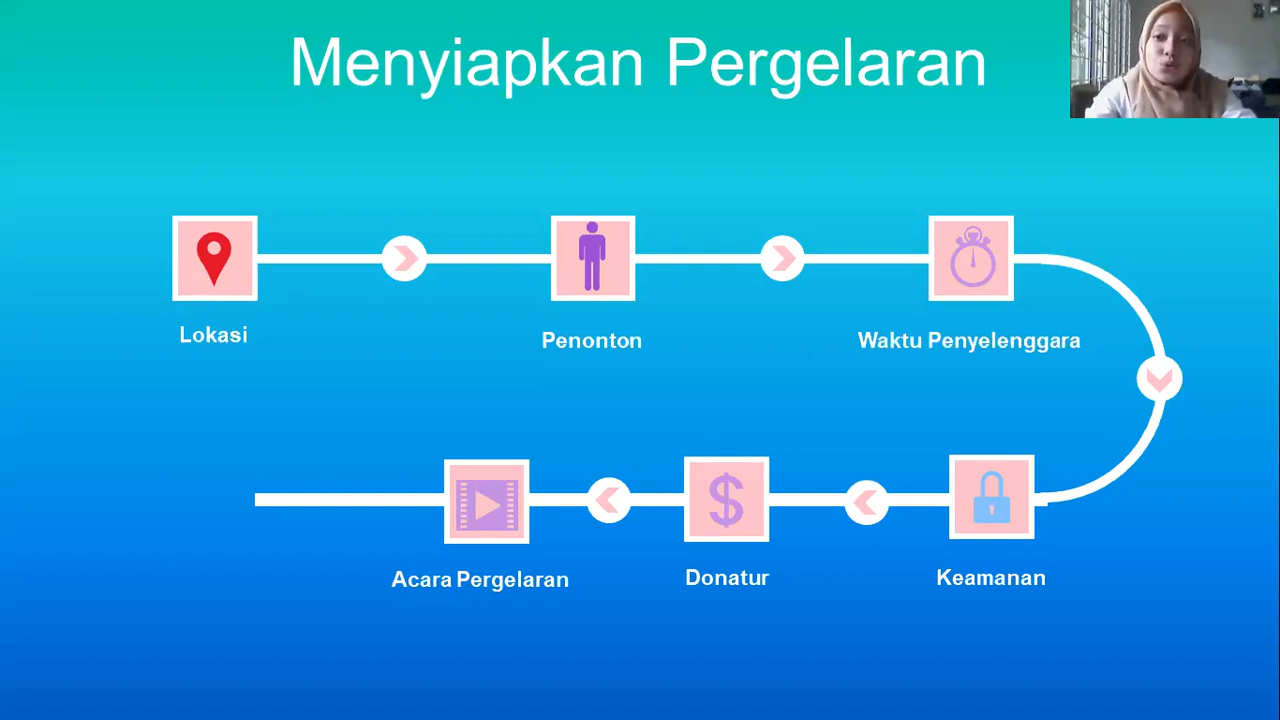 Menyiapkan Pergelaran
Lokasi
Penonton
Waktu Penyelenggara
Keamanan
Donatur
Acara Pergelaran